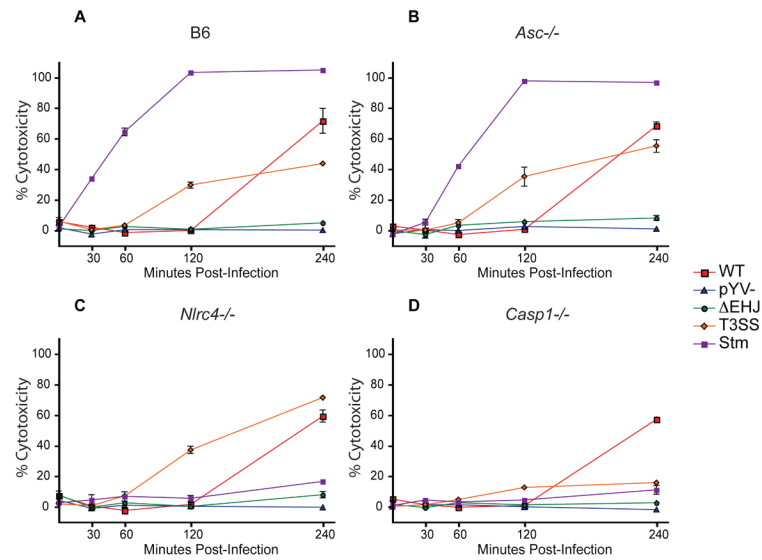 A
B6
% Cytotoxicity
100
80
60
40
20
0
30 60 120 240
Minutes Post-Infection
B
Asc-/-
% Cytotoxicity
100
80
60
40
20
0
30 60 120 240
Minutes Post-Infection
C
Nlrc4-/-
% Cytotoxicity
100
80
60
40
20
0
30 60 120 240
Minutes Post-Infection
D
Casp1-/-
% Cytotoxicity
100
80
60
40
20
0
30 60 120 240
Minutes Post-Infection
WT
pYV-
ΔEHJ
T3SS
Stm